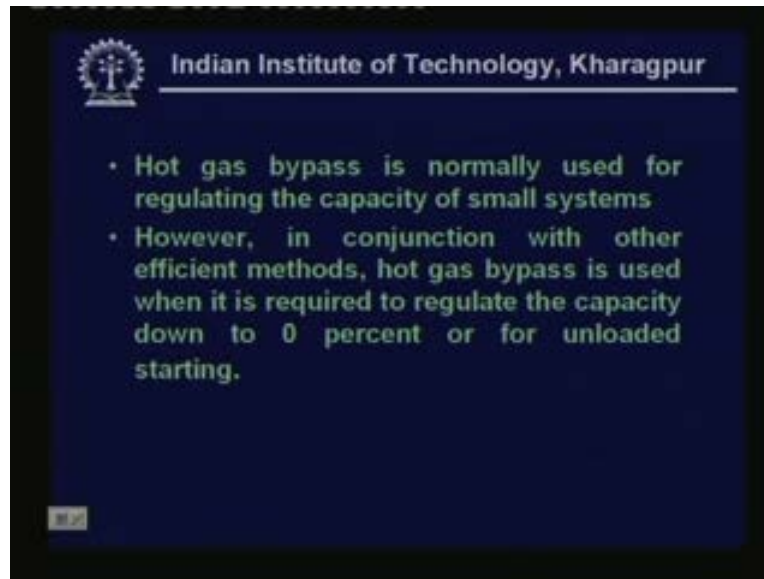 Indian Institute of Technology, Kharagpur
• Hot gas bypass is normally used for
regulating the capacity of small systems
• However, in conjunction with other
efficient methods, hot gas bypass is used
when it is required to regulate the capacity
down to 0 percent or for unloaded
starting.